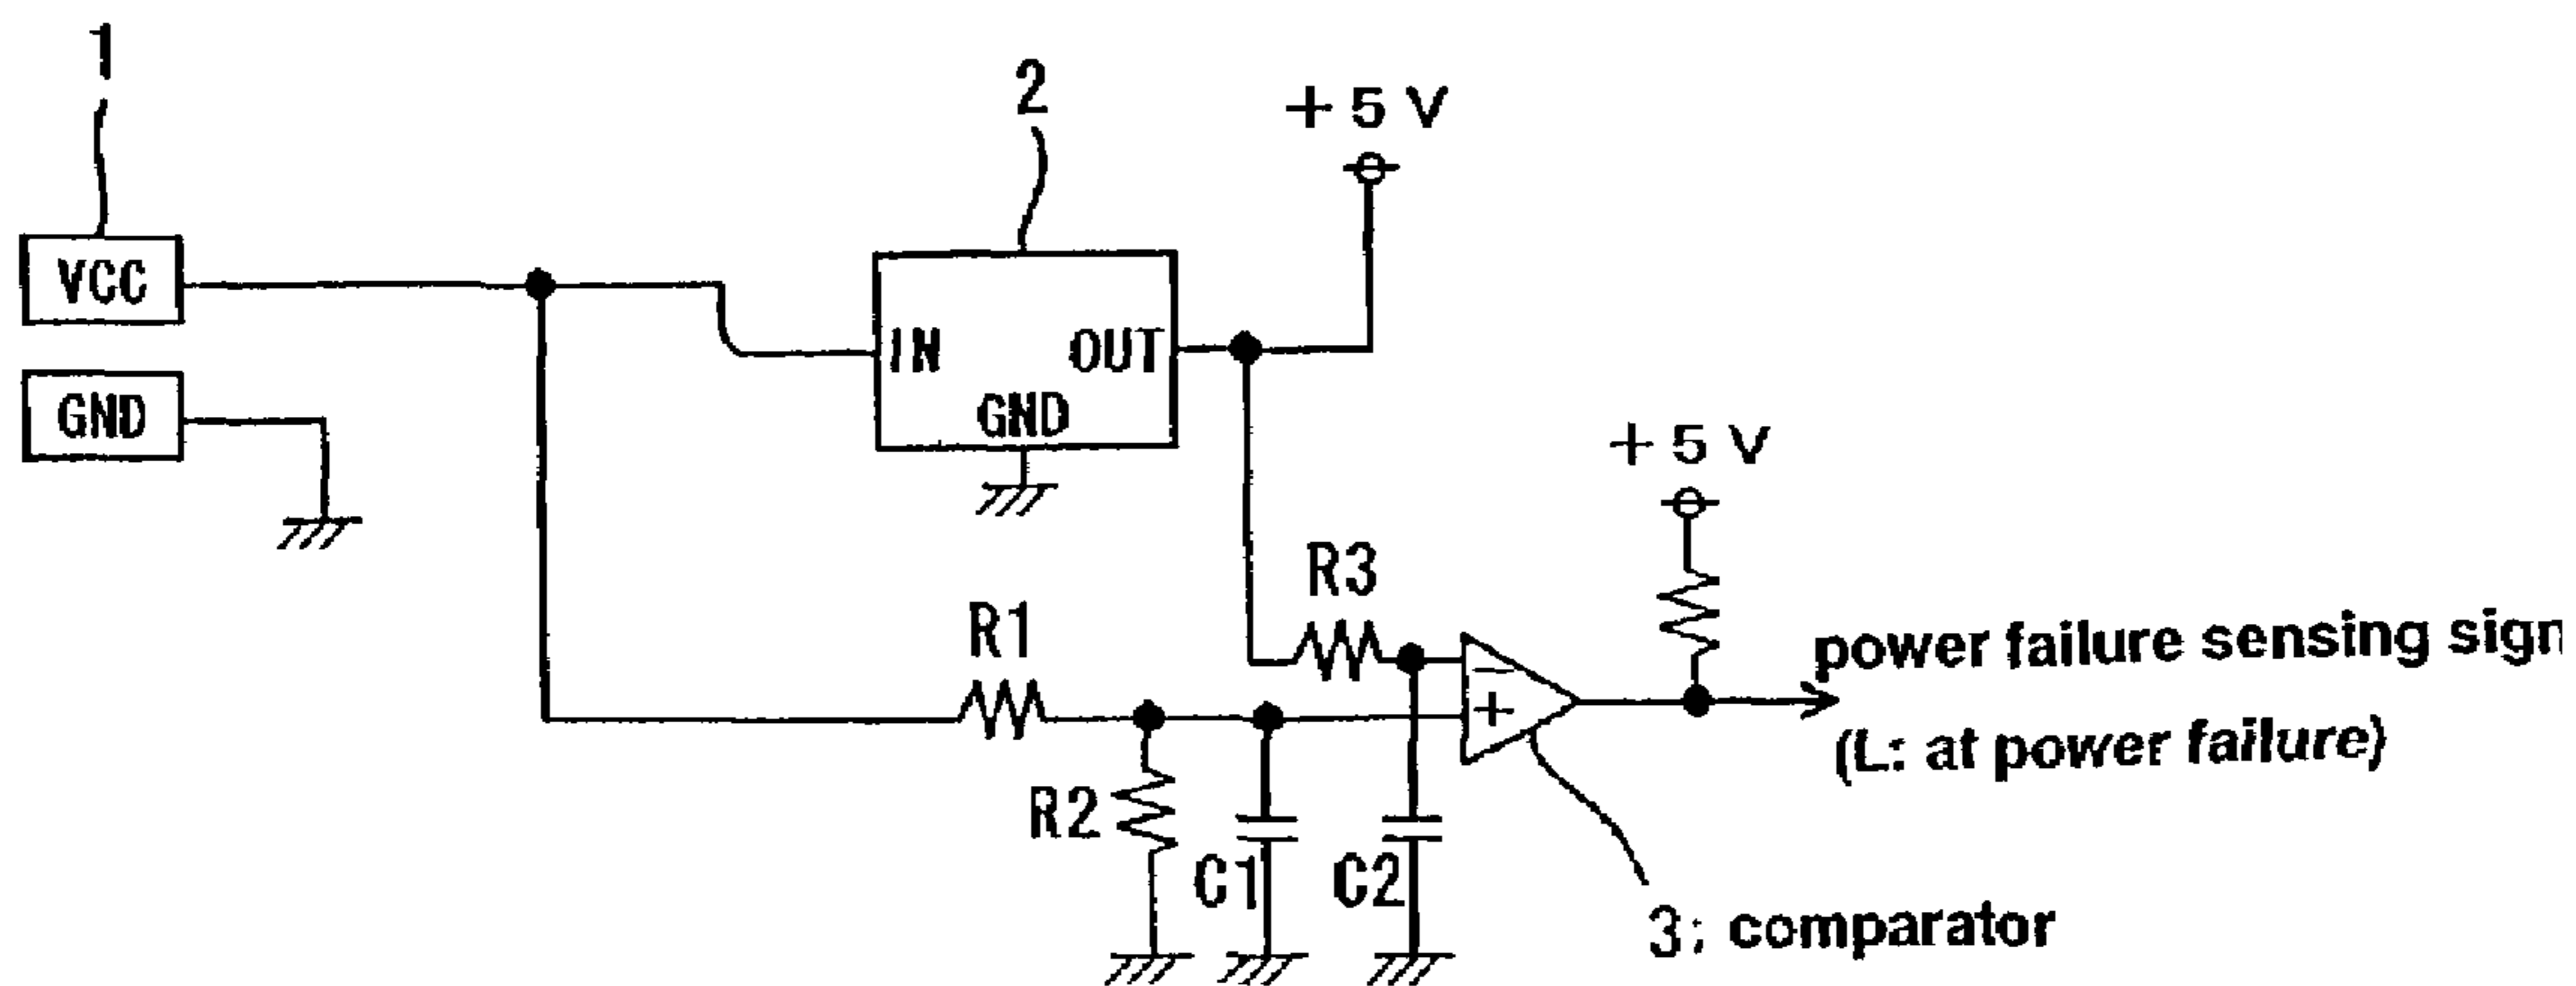 1
2
+5V
VCC
IN
OUT
GND
GND
+5V
R3
R1
power failure sensing sign
(L: at power failure)
−
+
R2
C1
C2
3: comparator